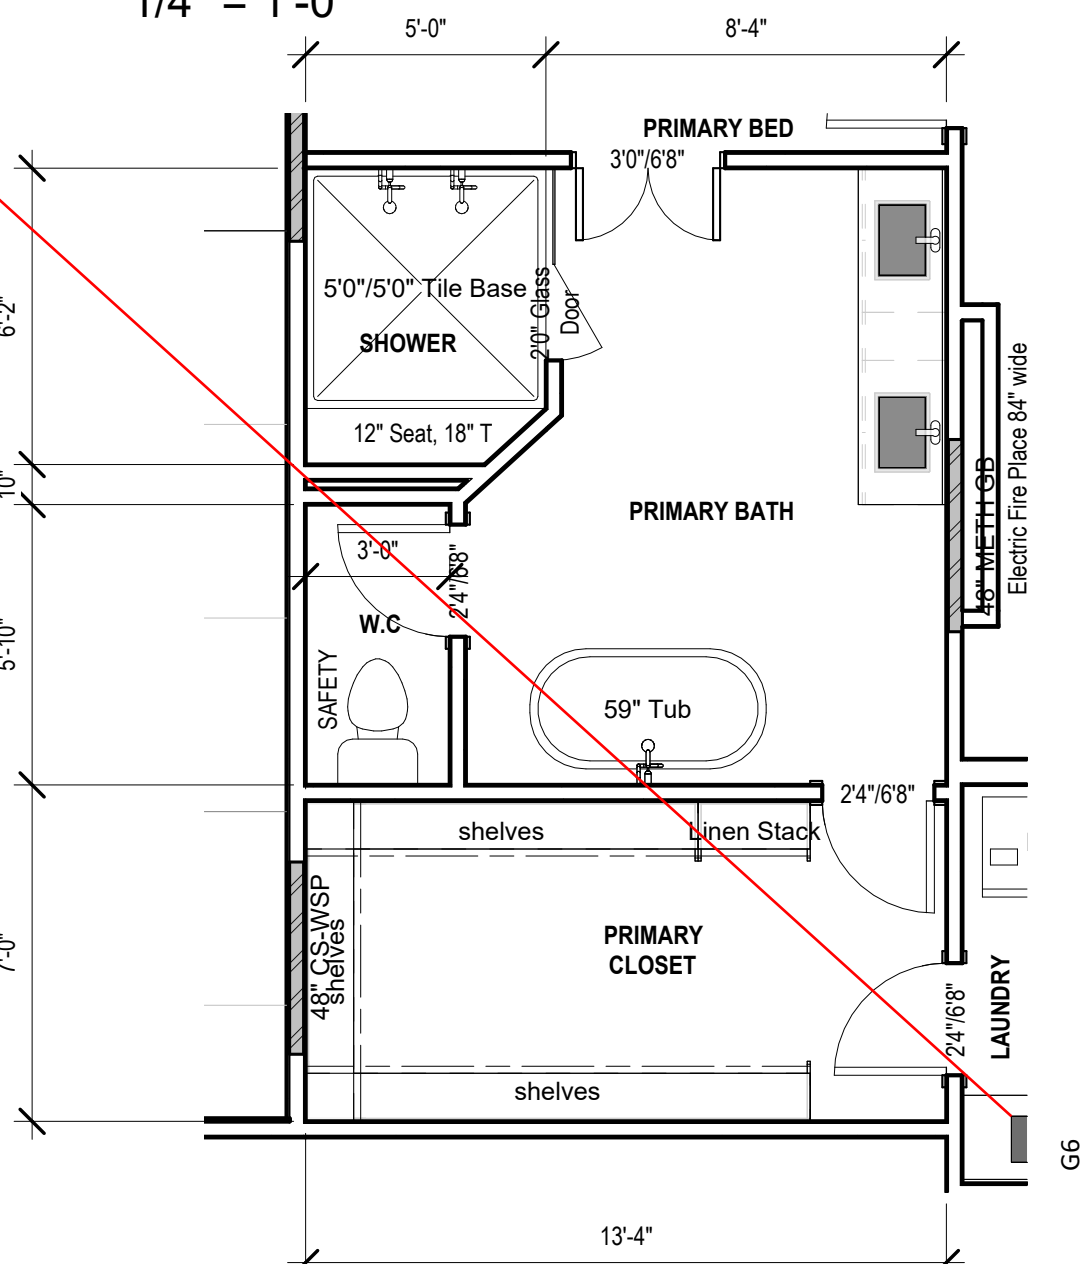 1/4" = 1'-0"
5'-0"
8'-4"
PRIMARY BED
3'0"/6'8"
6'-2"
5'0"/5'0" Tile Base
SHOWER
2'0" Glass
Door
12" Seat, 18" T
10"
PRIMARY BATH
48" METH GB
Electric Fire Place 84" wide
3'-0"
2'4"/6'8"
W.C
SAFETY
5'-10"
59" Tub
2'4"/6'8"
shelves
Linen Stack
48" CS-WSP
shelves
PRIMARY
CLOSET
7'-0"
2'4"/6'8"
LAUNDRY
shelves
G6
13'-4"